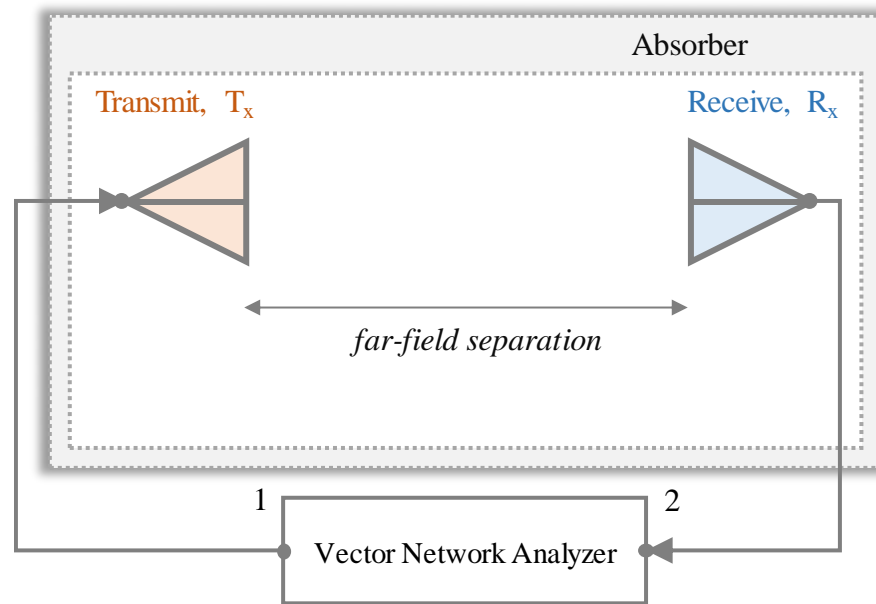 Absorber
Transmit, Tx
Receive, Rx
far-field separation
1
2
Vector Network Analyzer